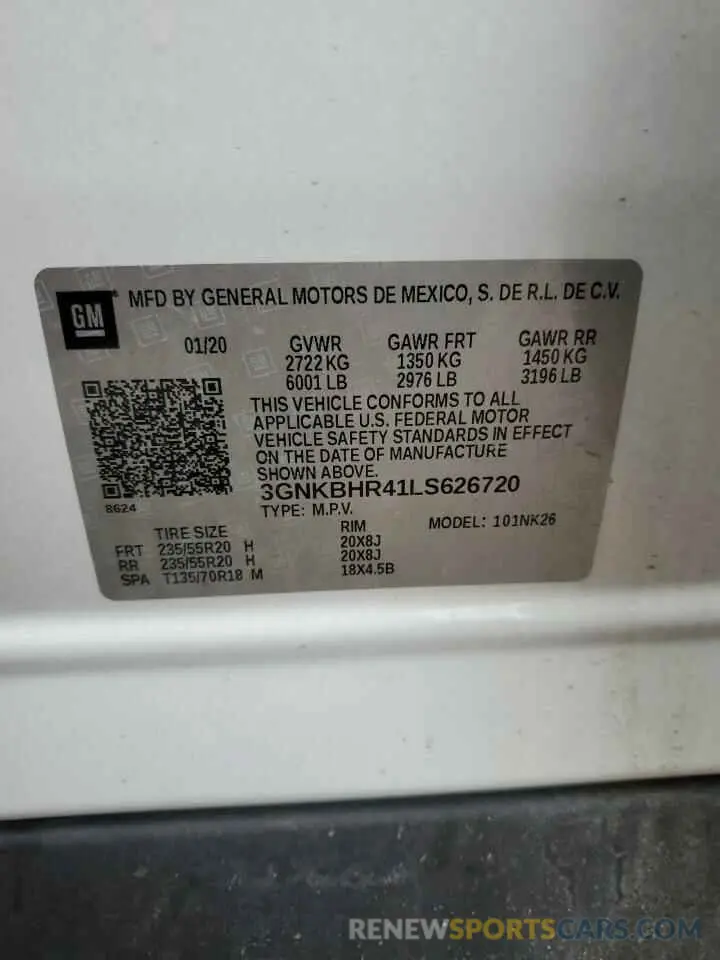 GM
MFD BY GENERAL MOTORS DE MEXICO, S. DE R.L. DE C.V.
01/20 GVWR GAWR FRT GAWR RR
2722 KG 1350 KG 1450 KG
6001 LB 2976 LB 3196 LB
THIS VEHICLE CONFORMS TO ALL
APPLICABLE U.S. FEDERAL MOTOR
VEHICLE SAFETY STANDARDS IN EFFECT
ON THE DATE OF MANUFACTURE
SHOWN ABOVE.
8624
3GNKBHR41LS626720
TYPE: M.P.V. MODEL: 101NK26
TIRE SIZE RIM
FRT 235/55R20 H 20X8J
RR 235/55R20 H 20X8J
SPA T135/70R18 M 18X4.5B
RENEWSPORTSCARS.COM